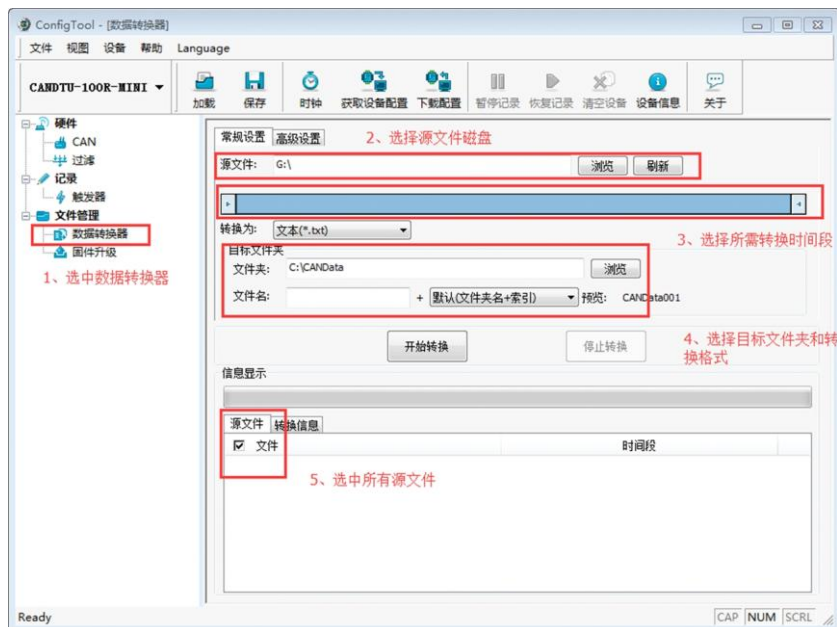 ConfigTool - [数据转换器]
文件 视图 设备 帮助 Language
CANDTU-100R-MINI
加载 保存 时钟 获取设备配置 下载配置 暂停记录 恢复记录 清空设备 设备信息 关于
硬件
CAN
过滤
记录
触发器
文件管理
数据转换器
固件升级
1、选中数据转换器
常规设置 高级设置
2、选择源文件磁盘
源文件: G:\ 浏览 刷新
转换为: 文本(*.txt)
3、选择所需转换时间段
目标文件夹
文件夹: C:\CANData 浏览
文件名: + 默认(文件夹名+索引) 预览: CANData001
开始转换 停止转换
4、选择目标文件夹和转
换格式
信息显示
源文件 转换信息
文件 时间段
5、选中所有源文件
Ready CAP NUM SCRL